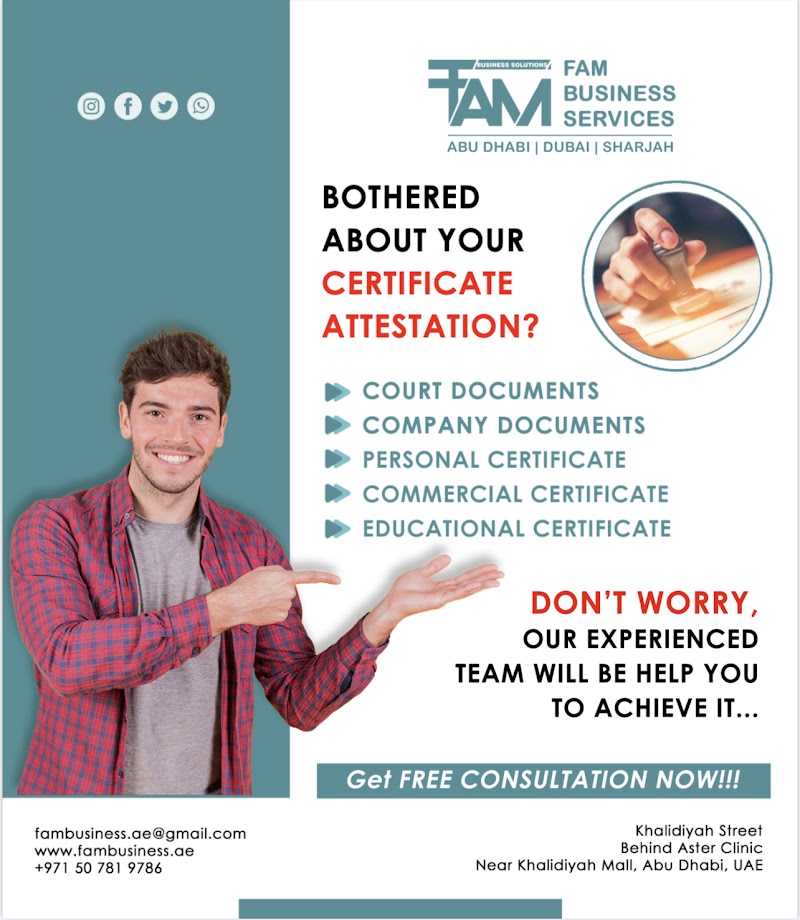 BUSINESS SOLUTIONS
FAM
FAM
BUSINESS
SERVICES
ABU DHABI | DUBAI | SHARJAH
BOTHERED
ABOUT YOUR
CERTIFICATE
ATTESTATION?
COURT DOCUMENTS
COMPANY DOCUMENTS
PERSONAL CERTIFICATE
COMMERCIAL CERTIFICATE
EDUCATIONAL CERTIFICATE
DON'T WORRY,
OUR EXPERIENCED
TEAM WILL BE HELP YOU
TO ACHIEVE IT...
Get FREE CONSULTATION NOW!!!
fambusiness.ae@gmail.com
www.fambusiness.ae
+971 50 781 9786
Khalidiyah Street
Behind Aster Clinic
Near Khalidiyah Mall, Abu Dhabi, UAE